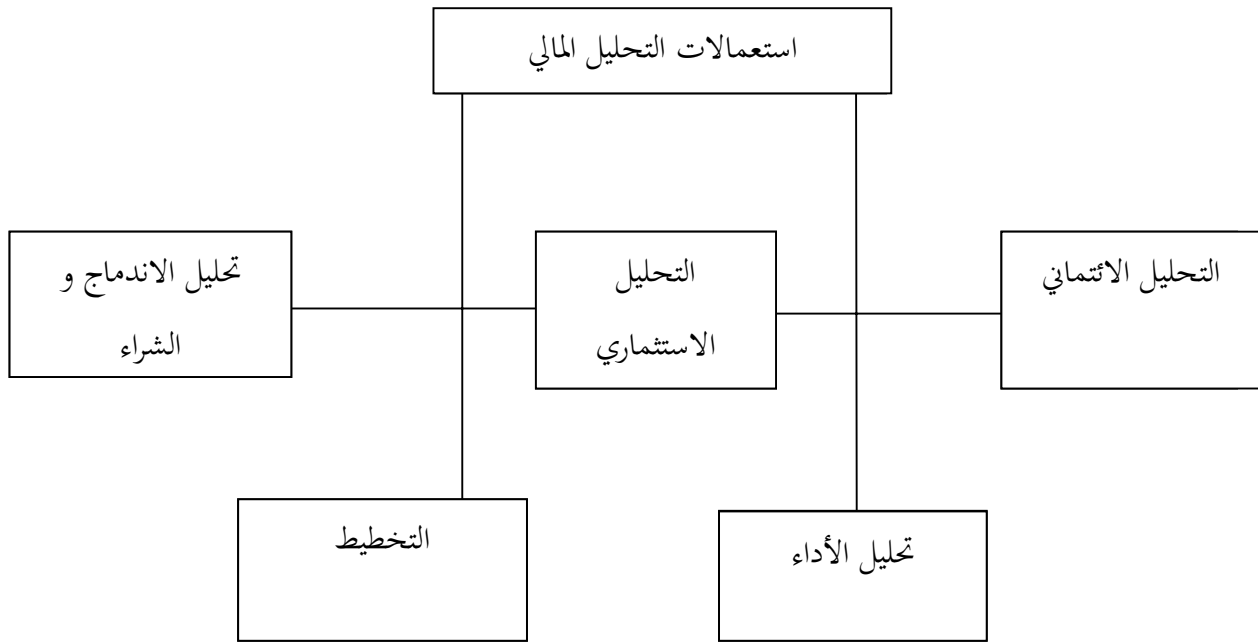 استعمالات التحليل المالي
التحليل الائتماني
التحليل
الاستثماري
تحليل الاندماج و
الشراء
تحليل الأداء
التخطيط